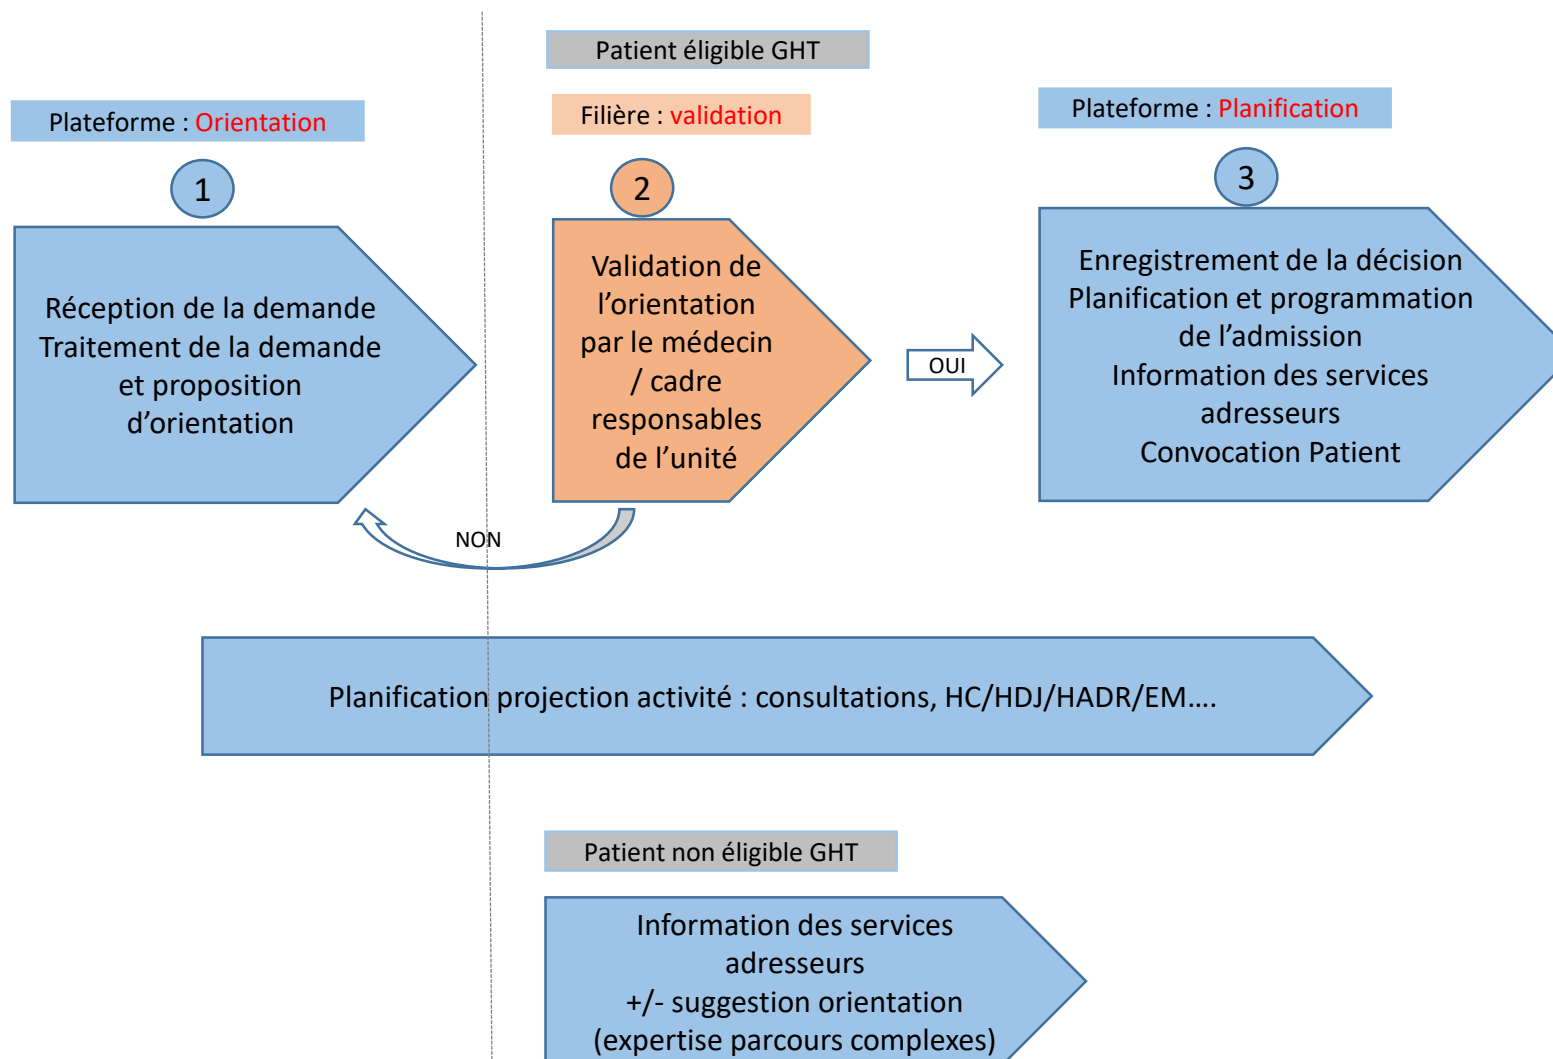 Patient éligible GHT
Plateforme : Orientation
Filière : validation
Plateforme : Planification
1
2
3
Réception de la demande
Traitement de la demande
et proposition
d’orientation
Validation de
l’orientation
par le médecin
/ cadre
responsables
de l’unité
OUI
Enregistrement de la décision
Planification et programmation
de l’admission
Information des services
adresseurs
Convocation Patient
NON
Planification projection activité : consultations, HC/HDJ/HADR/EM….
Patient non éligible GHT
Information des services
adresseurs
+/- suggestion orientation
(expertise parcours complexes)